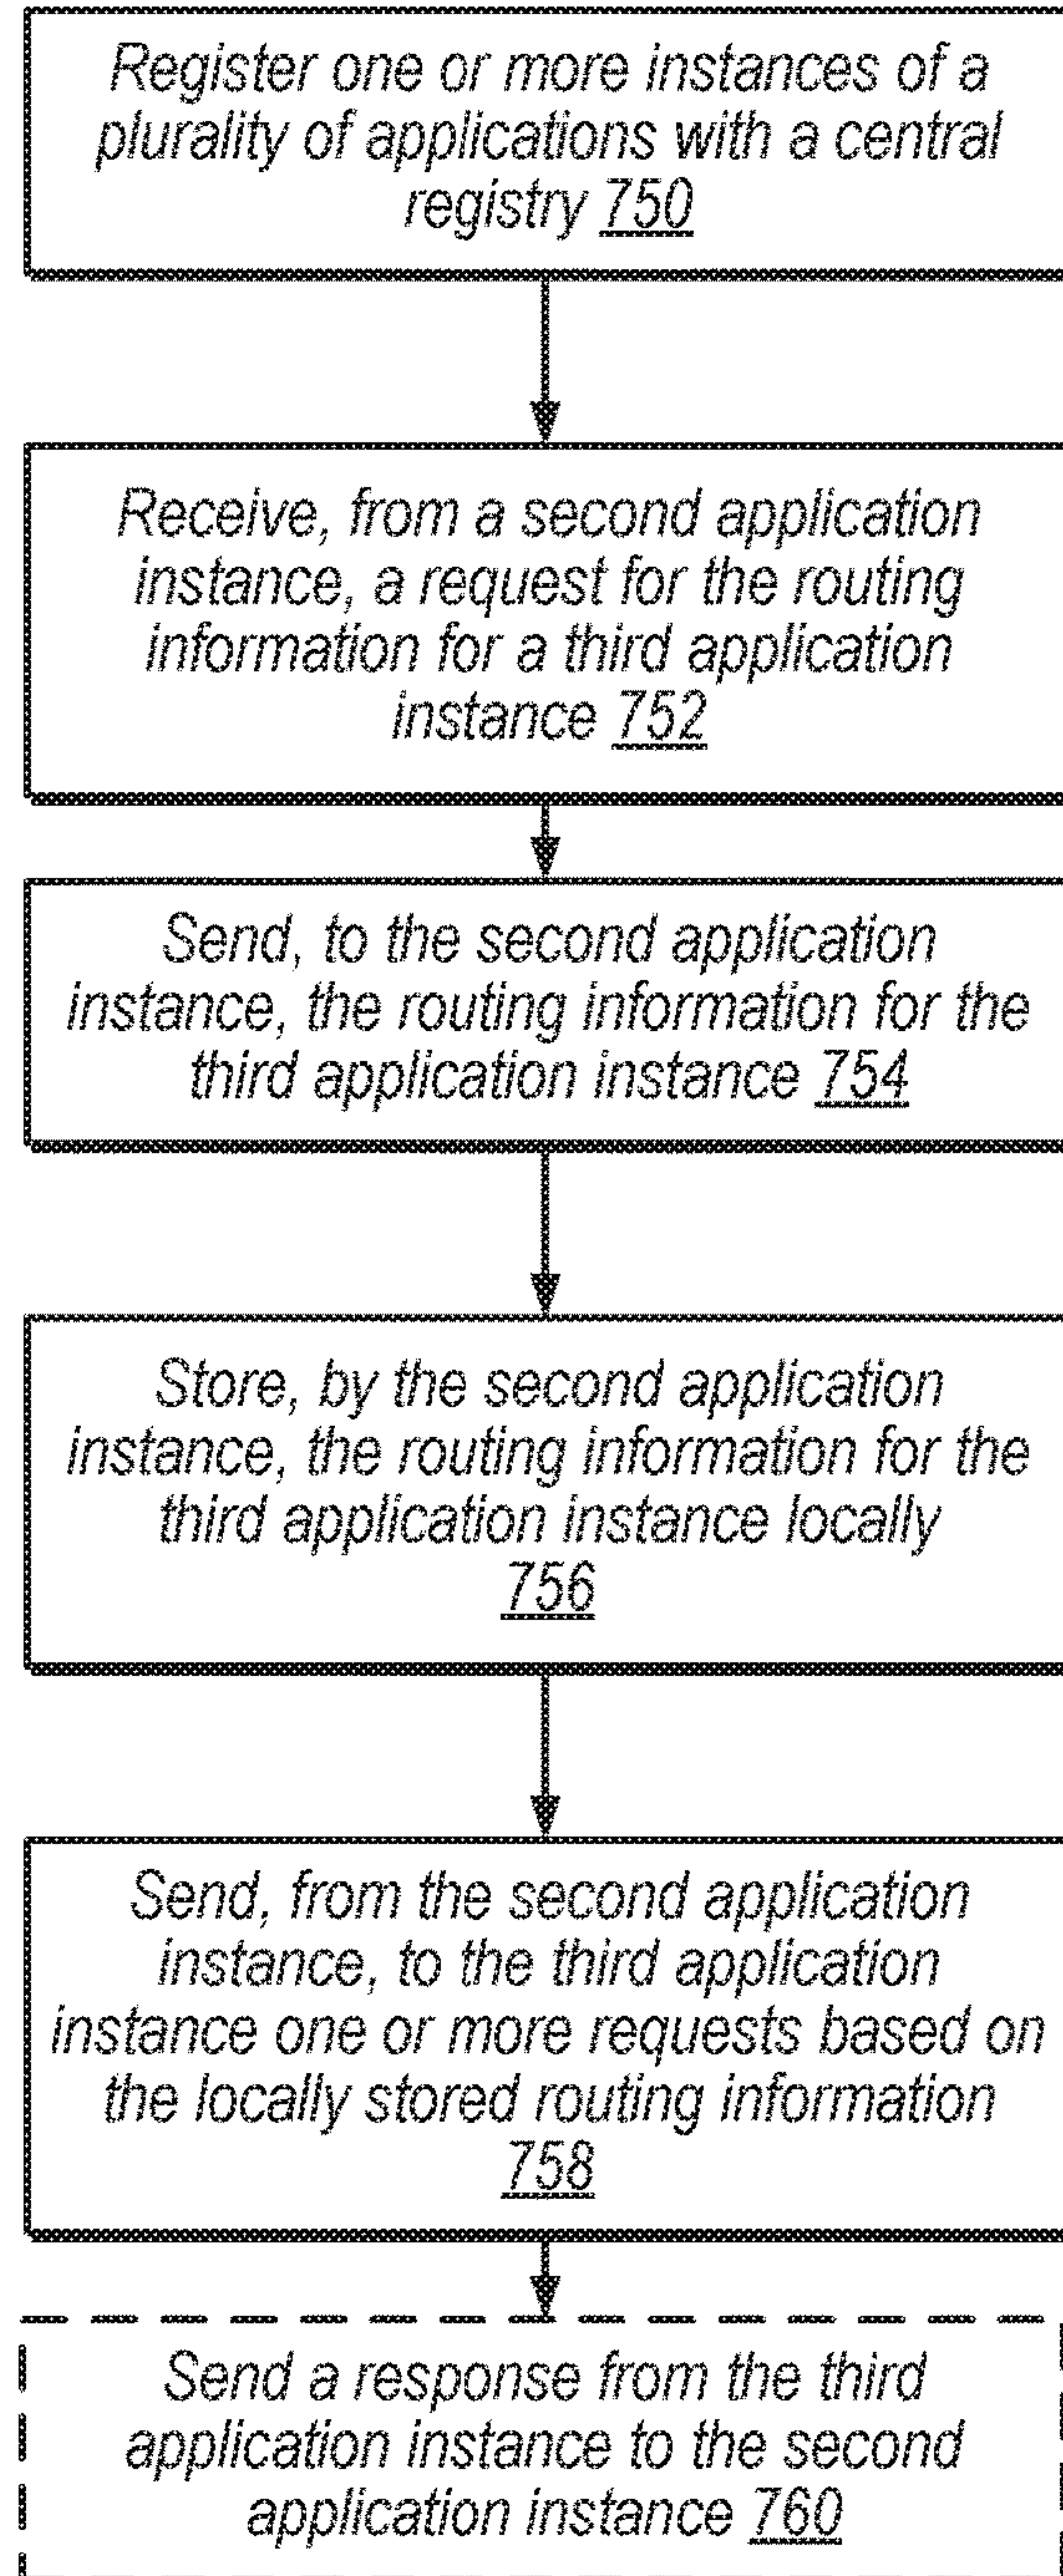 Register one or more instances of a
plurality of applications with a central
registry 750
Receive, from a second application
instance, a request for the routing
information for a third application
instance 752
Send, to the second application
instance, the routing information for the
third application instance 754
Store, by the second application
instance, the routing information for the
third application instance locally
756
Send, from the second application
instance, to the third application
instance one or more requests based on
the locally stored routing information
758
Send a response from the third
application instance to the second
application instance 760